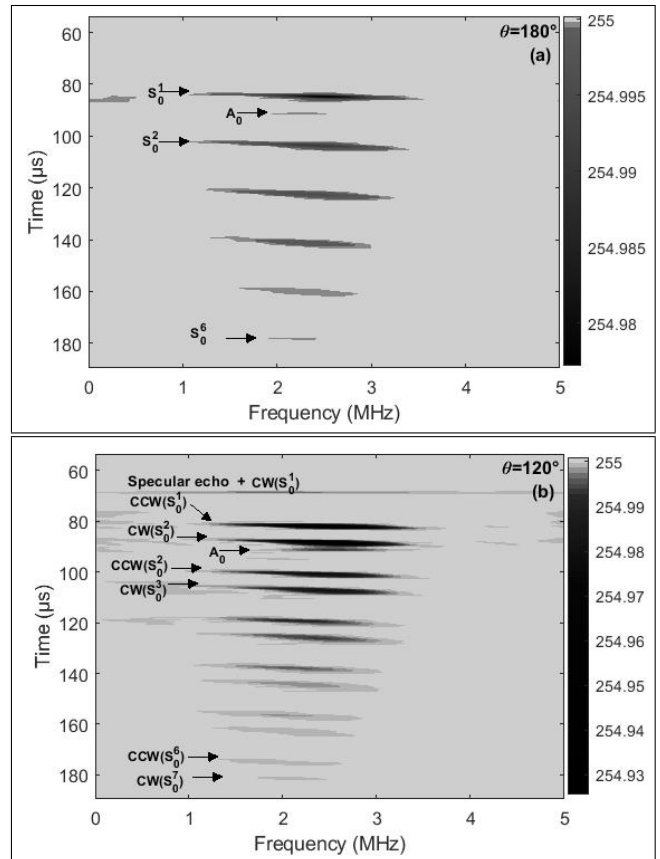 θ=180°
(a)
S₀¹
A₀
S₀²
S₀⁶
60
80
100
120
140
160
180
Time (µs)
0 1 2 3 4 5
Frequency (MHz)
255
254.995
254.99
254.985
254.98
θ=120°
(b)
Specular echo + CW(S₀¹)
CCW(S₀¹)
CW(S₀²)
A₀
CCW(S₀²)
CW(S₀³)
CCW(S₀⁶)
CW(S₀⁷)
60
80
100
120
140
160
180
Time (µs)
0 1 2 3 4 5
Frequency (MHz)
255
254.99
254.98
254.97
254.96
254.95
254.94
254.93